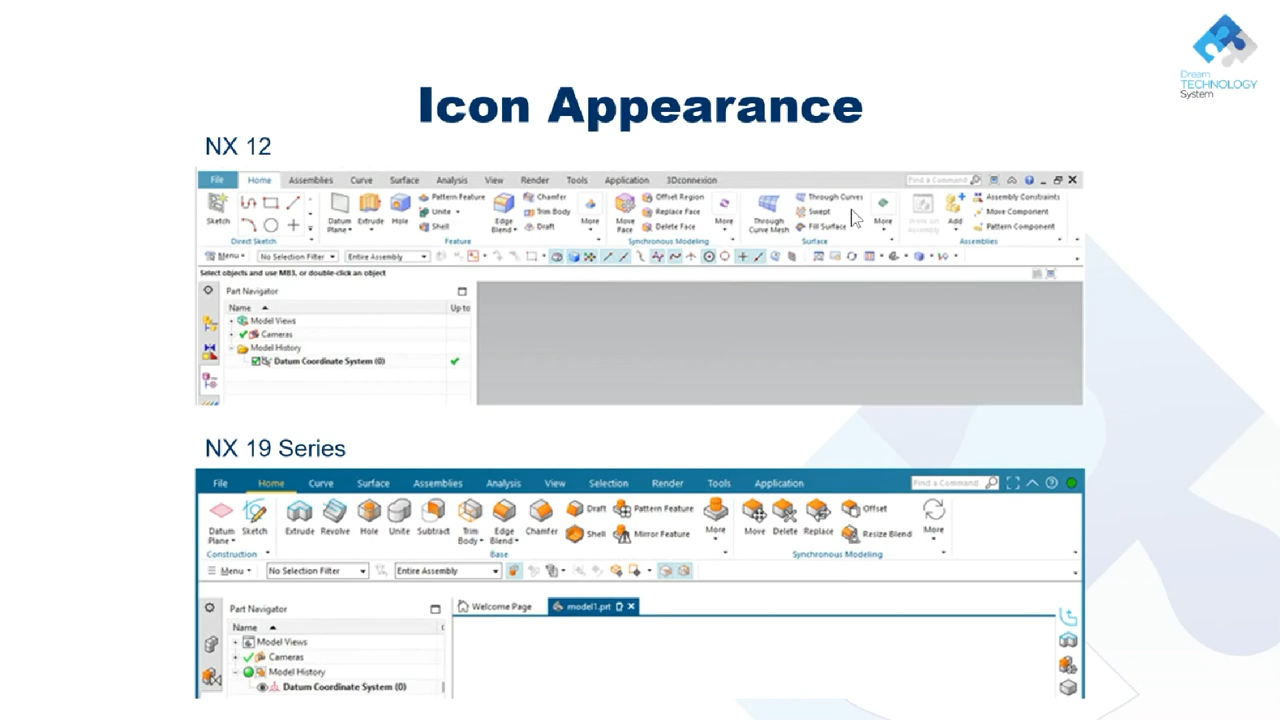 Dream
TECHNOLOGY
System
Icon Appearance
NX 12
File Home Assemblies Curve Surface Analysis View Render Tools Application 3Dconnexion Find a Command
Pattern Feature Chamfer Offset Region Through Curves Assembly Constraints
Unite Trim Body Replace Face Swept Move Component
Shell Draft Delete Face Fill Surface Pattern Component
Sketch Datum Plane Extrude Hole Edge Blend More Move Face More Through Curve Mesh More Add
Direct Sketch Feature Synchronous Modeling Surface Assemblies
Menu No Selection Filter Entire Assembly
Select objects and use MB3, or double-click an object
Part Navigator
Name Up to
Model Views
Cameras
Model History
Datum Coordinate System (0)
NX 19 Series
File Home Curve Surface Assemblies Analysis View Selection Render Tools Application Find a Command
Datum Plane Sketch Extrude Revolve Hole Unite Subtract Trim Body Edge Blend Chamfer Draft Pattern Feature More Move Delete Replace Offset More
Shell Mirror Feature Resize Blend
Construction Base Synchronous Modeling
Menu No Selection Filter Entire Assembly
Part Navigator Welcome Page model1.prt
Name
Model Views
Cameras
Model History
Datum Coordinate System (0)